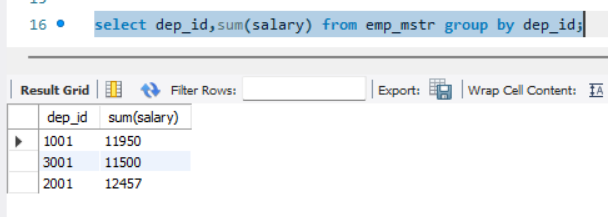 16 select dep_id,sum(salary) from emp_mstr group by dep_id;
Result Grid Filter Rows: Export: Wrap Cell Content: IA
dep_id sum(salary)
1001 11950
3001 11500
2001 12457